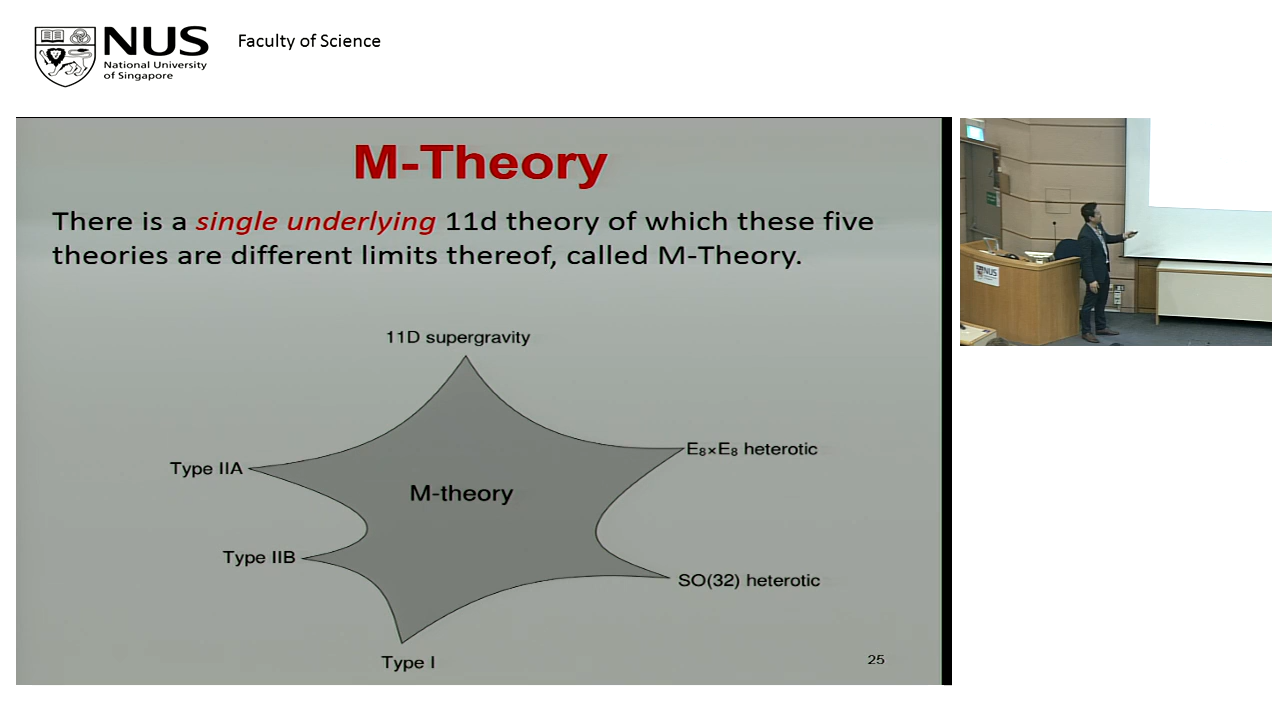 NUS
National University
of Singapore
Faculty of Science
M-Theory
There is a single underlying 11d theory of which these five
theories are different limits thereof, called M-Theory.
11D supergravity
E₈×E₈ heterotic
Type IIA
M-theory
Type IIB
SO(32) heterotic
Type I
25
NUS